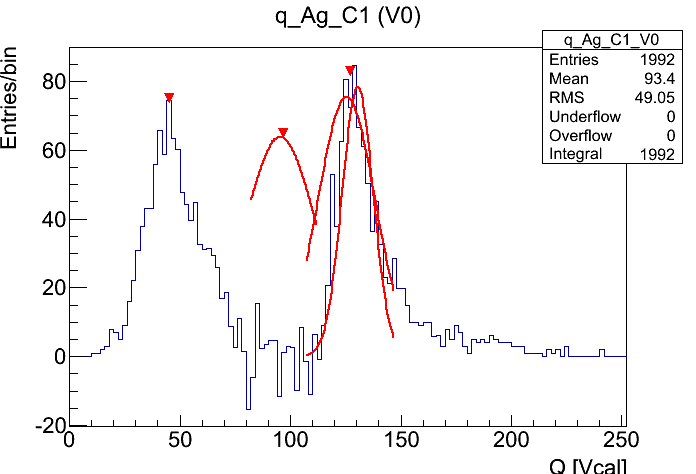 q_Ag_C1 (V0)
q_Ag_C1_V0
Entries 1992
Mean 93.4
RMS 49.05
Underflow 0
Overflow 0
Integral 1992
Entries/bin
80
60
40
20
0
-20
0 50 100 150 200 250
Q [Vcal]